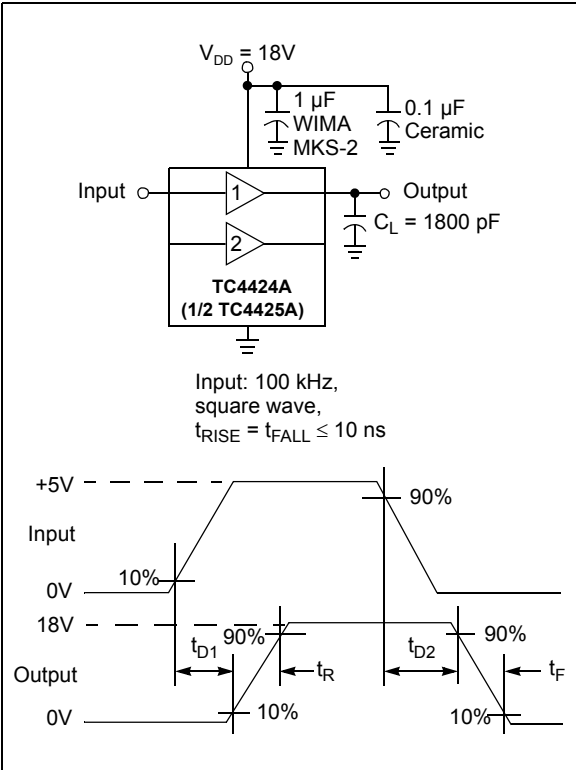 V_DD = 18V
1 µF
WIMA
MKS-2
0.1 µF
Ceramic
Input
1
Output
C_L = 1800 pF
2
TC4424A
(1/2 TC4425A)
Input: 100 kHz,
square wave,
t_RISE = t_FALL ≤ 10 ns
+5V
90%
Input
10%
0V
18V
90%
t_D1
t_R
t_D2
90%
t_F
Output
10%
10%
0V